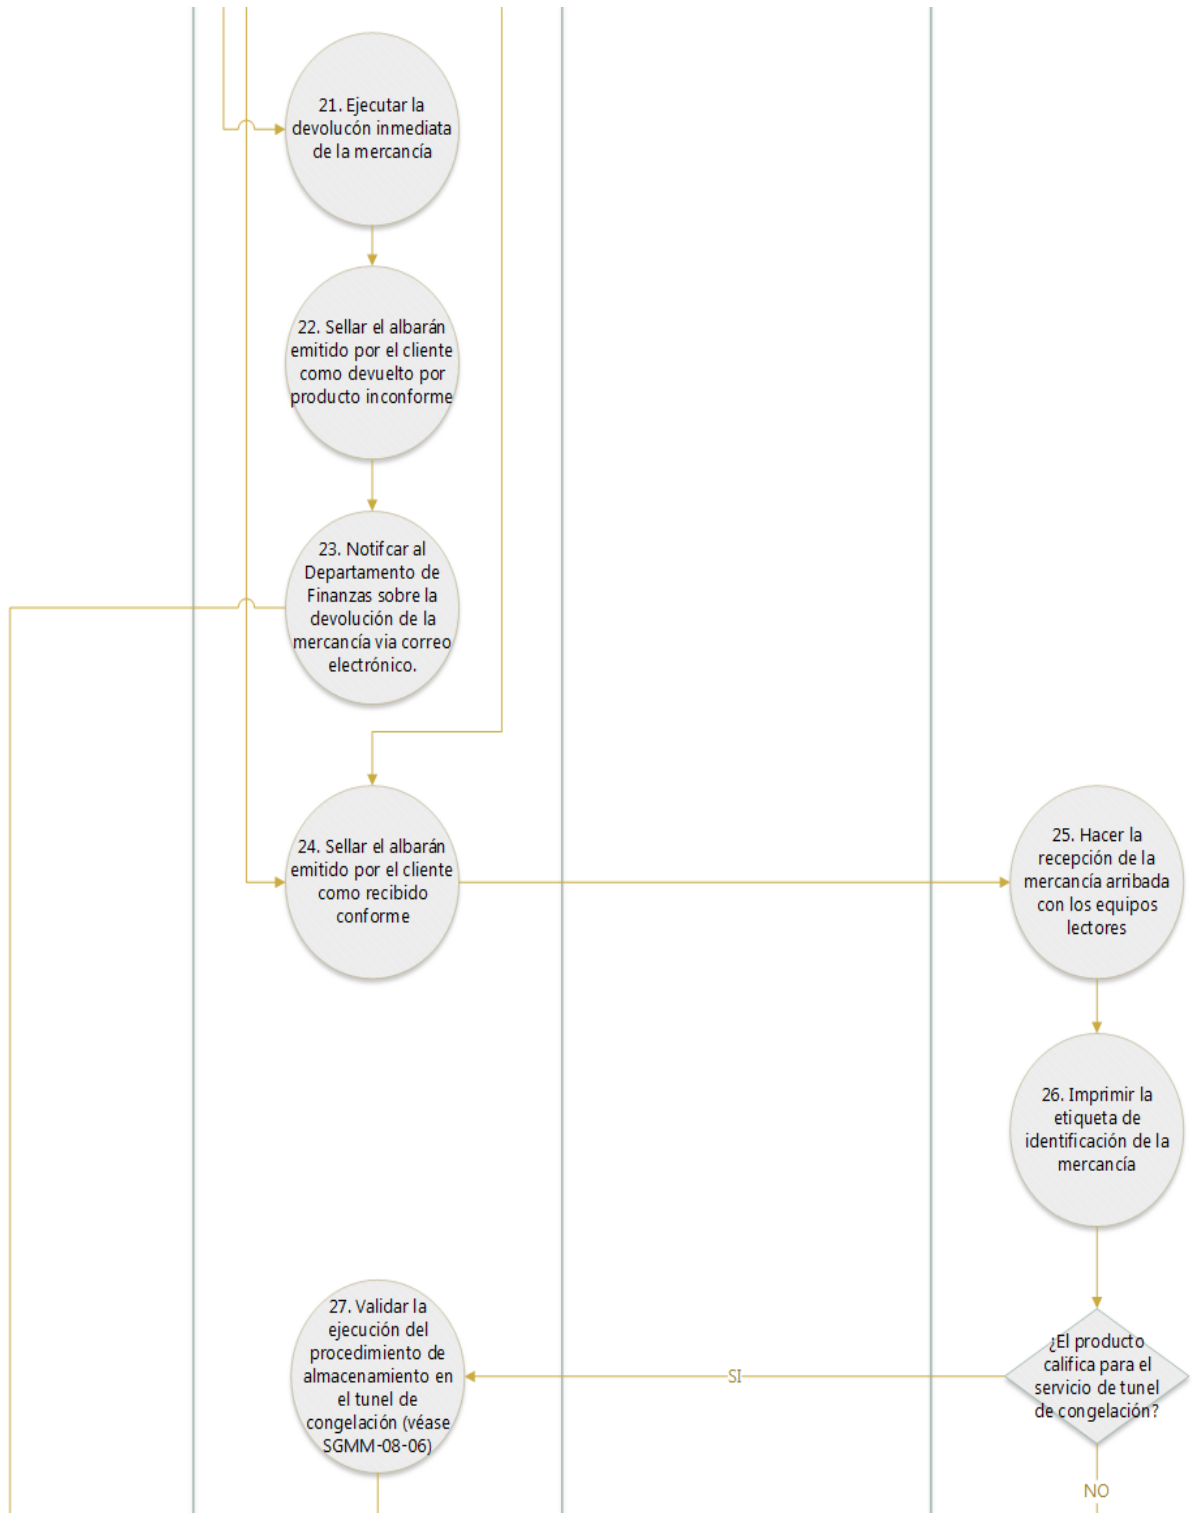 21. Ejecutar la
devolucón inmediata
de la mercancía
22. Sellar el albarán
emitido por el cliente
como devuelto por
producto inconforme
23. Notifcar al
Departamento de
Finanzas sobre la
devolución de la
mercancía via correo
electrónico.
24. Sellar el albarán
emitido por el cliente
como recibido
conforme
25. Hacer la
recepción de la
mercancía arribada
con los equipos
lectores
26. Imprimir la
etiqueta de
identificación de la
mercancía
¿El producto
califica para el
servicio de tunel
de congelación?
SI
27. Validar la
ejecución del
procedimiento de
almacenamiento en
el tunel de
congelación (véase
SGMM-08-06)
NO